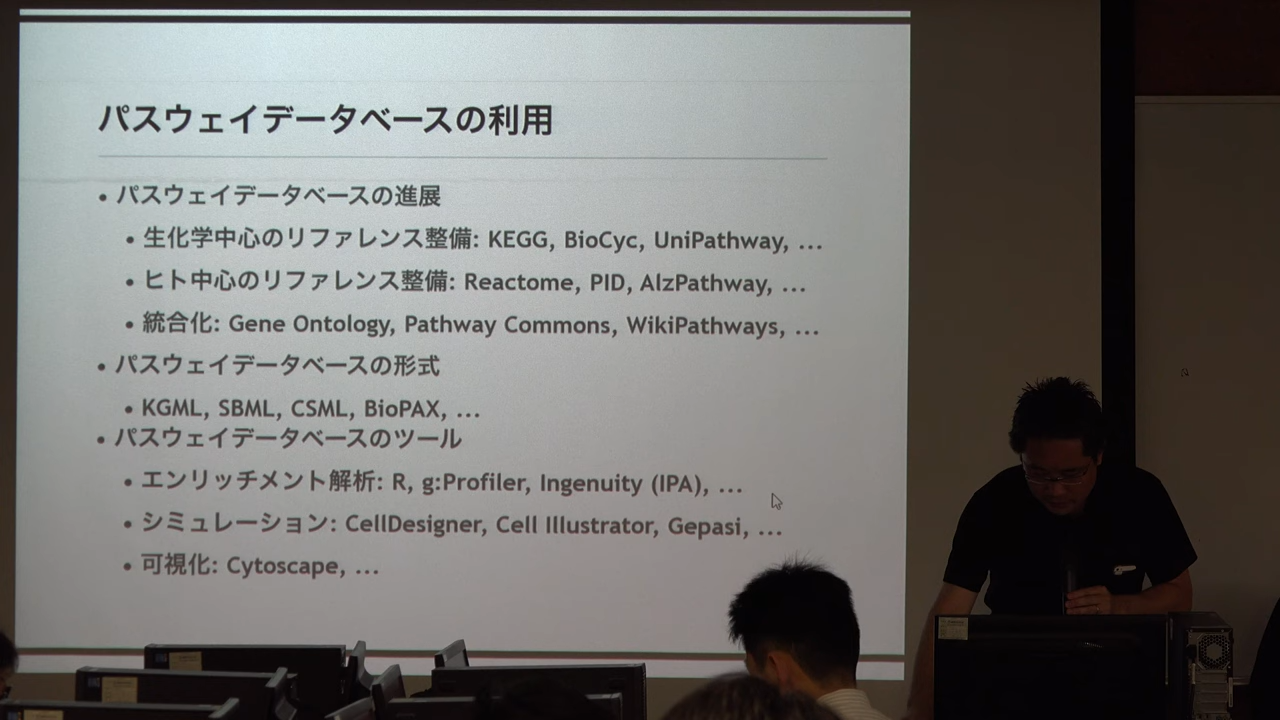 パスウェイデータベースの利用
• パスウェイデータベースの進展
• 生化学中心のリファレンス整備: KEGG, BioCyc, UniPathway, ...
• ヒト中心のリファレンス整備: Reactome, PID, AlzPathway, ...
• 統合化: Gene Ontology, Pathway Commons, WikiPathways, ...
• パスウェイデータベースの形式
• KGML, SBML, CSML, BioPAX, ...
• パスウェイデータベースのツール
• エンリッチメント解析: R, g:Profiler, Ingenuity (IPA), ...
• シミュレーション: CellDesigner, Cell Illustrator, Gepasi, ...
• 可視化: Cytoscape, ...